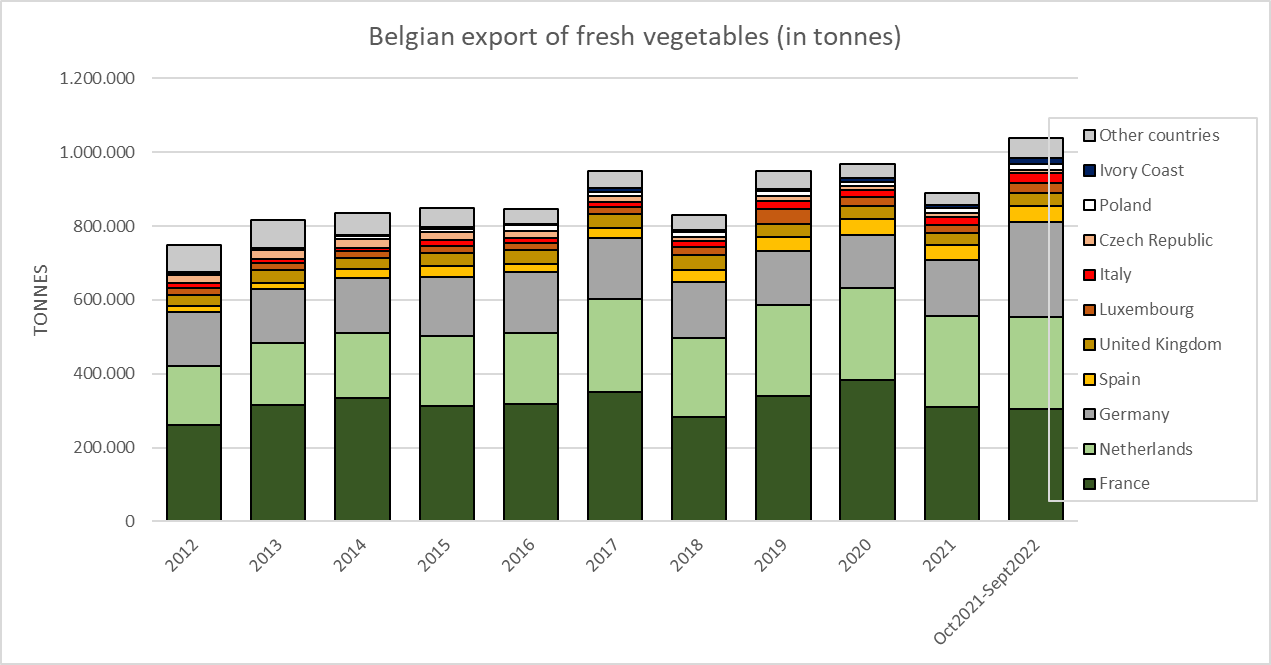 Belgian export of fresh vegetables (in tonnes)
1.200.000
1.000.000
800.000
600.000
400.000
200.000
0
TONNES
2012
2013
2014
2015
2016
2017
2018
2019
2020
2021
Oct2021-Sept2022
Other countries
Ivory Coast
Poland
Czech Republic
Italy
Luxembourg
United Kingdom
Spain
Germany
Netherlands
France